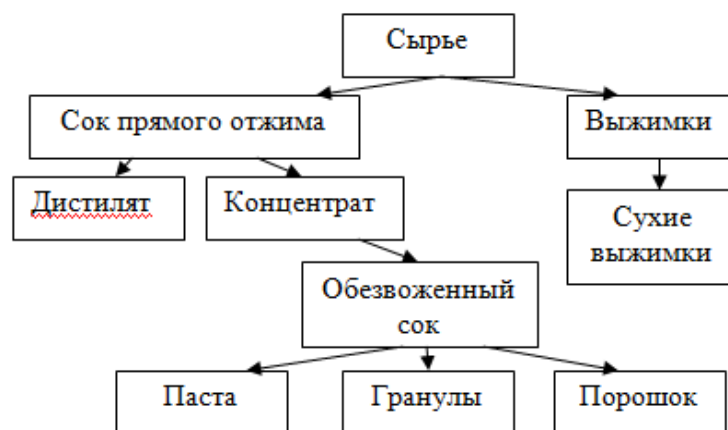 Сырье
Сок прямого отжима
Выжимки
Дистилят
Концентрат
Сухие
выжимки
Обезвоженный
сок
Паста
Гранулы
Порошок